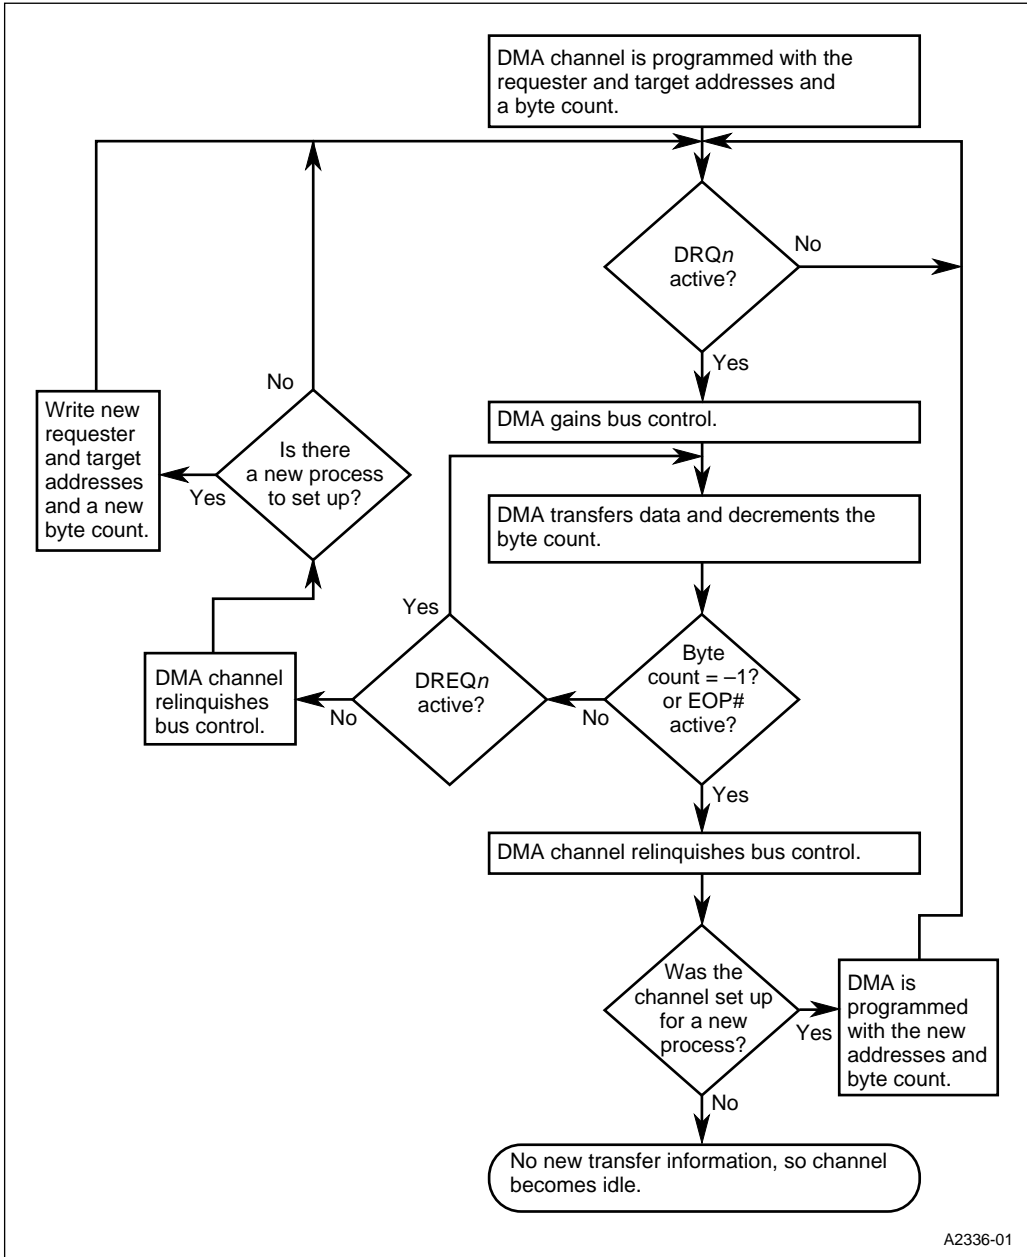 DMA channel is programmed with the
requester and target addresses and
a byte count.
DRQn
active?
No
Yes
DMA gains bus control.
No
Write new
requester
and target
addresses
and a new
byte count.
Is there
a new process
to set up?
Yes
DMA transfers data and decrements the
byte count.
Yes
DMA channel
relinquishes
bus control.
No
DREQn
active?
No
Byte
count = –1?
or EOP#
active?
Yes
DMA channel relinquishes bus control.
Was the
channel set up
for a new
process?
Yes
DMA is
programmed
with the new
addresses and
byte count.
No
No new transfer information, so channel
becomes idle.
A2336-01